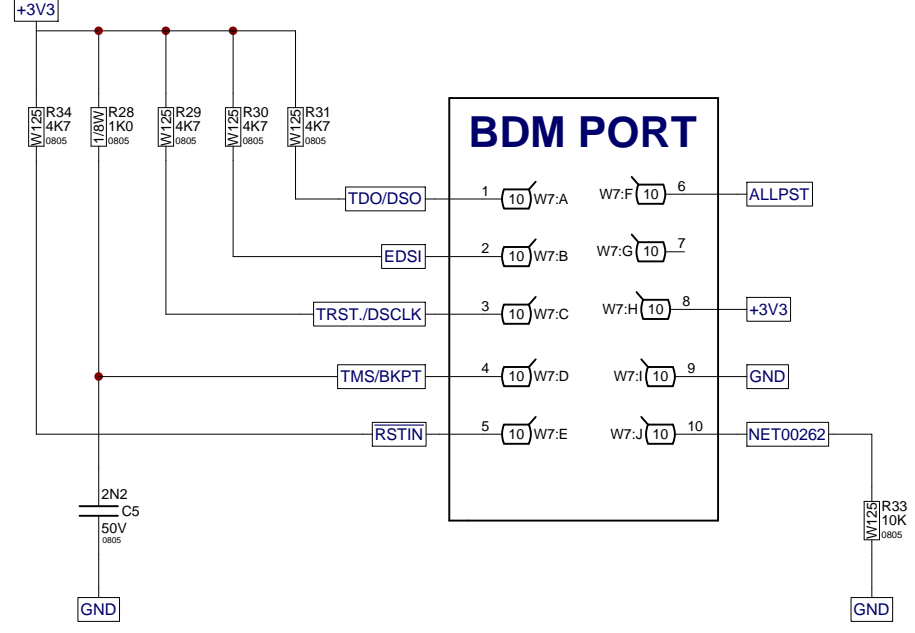 +3V3
W125
R34
4K7
0805
1/8W
R28
1K0
0805
W125
R29
4K7
0805
W125
R30
4K7
0805
W125
R31
4K7
0805
BDM PORT
TDO/DSO 1 10 W7:A
W7:F 10 6 ALLPST
EDSI 2 10 W7:B
W7:G 10 7
TRST./DSCLK 3 10 W7:C
W7:H 10 8 +3V3
TMS/BKPT 4 10 W7:D
W7:I 10 9 GND
RSTIN 5 10 W7:E
W7:J 10 10 NET00262
2N2
C5
50V
0805
GND
W125
R33
10K
0805
GND